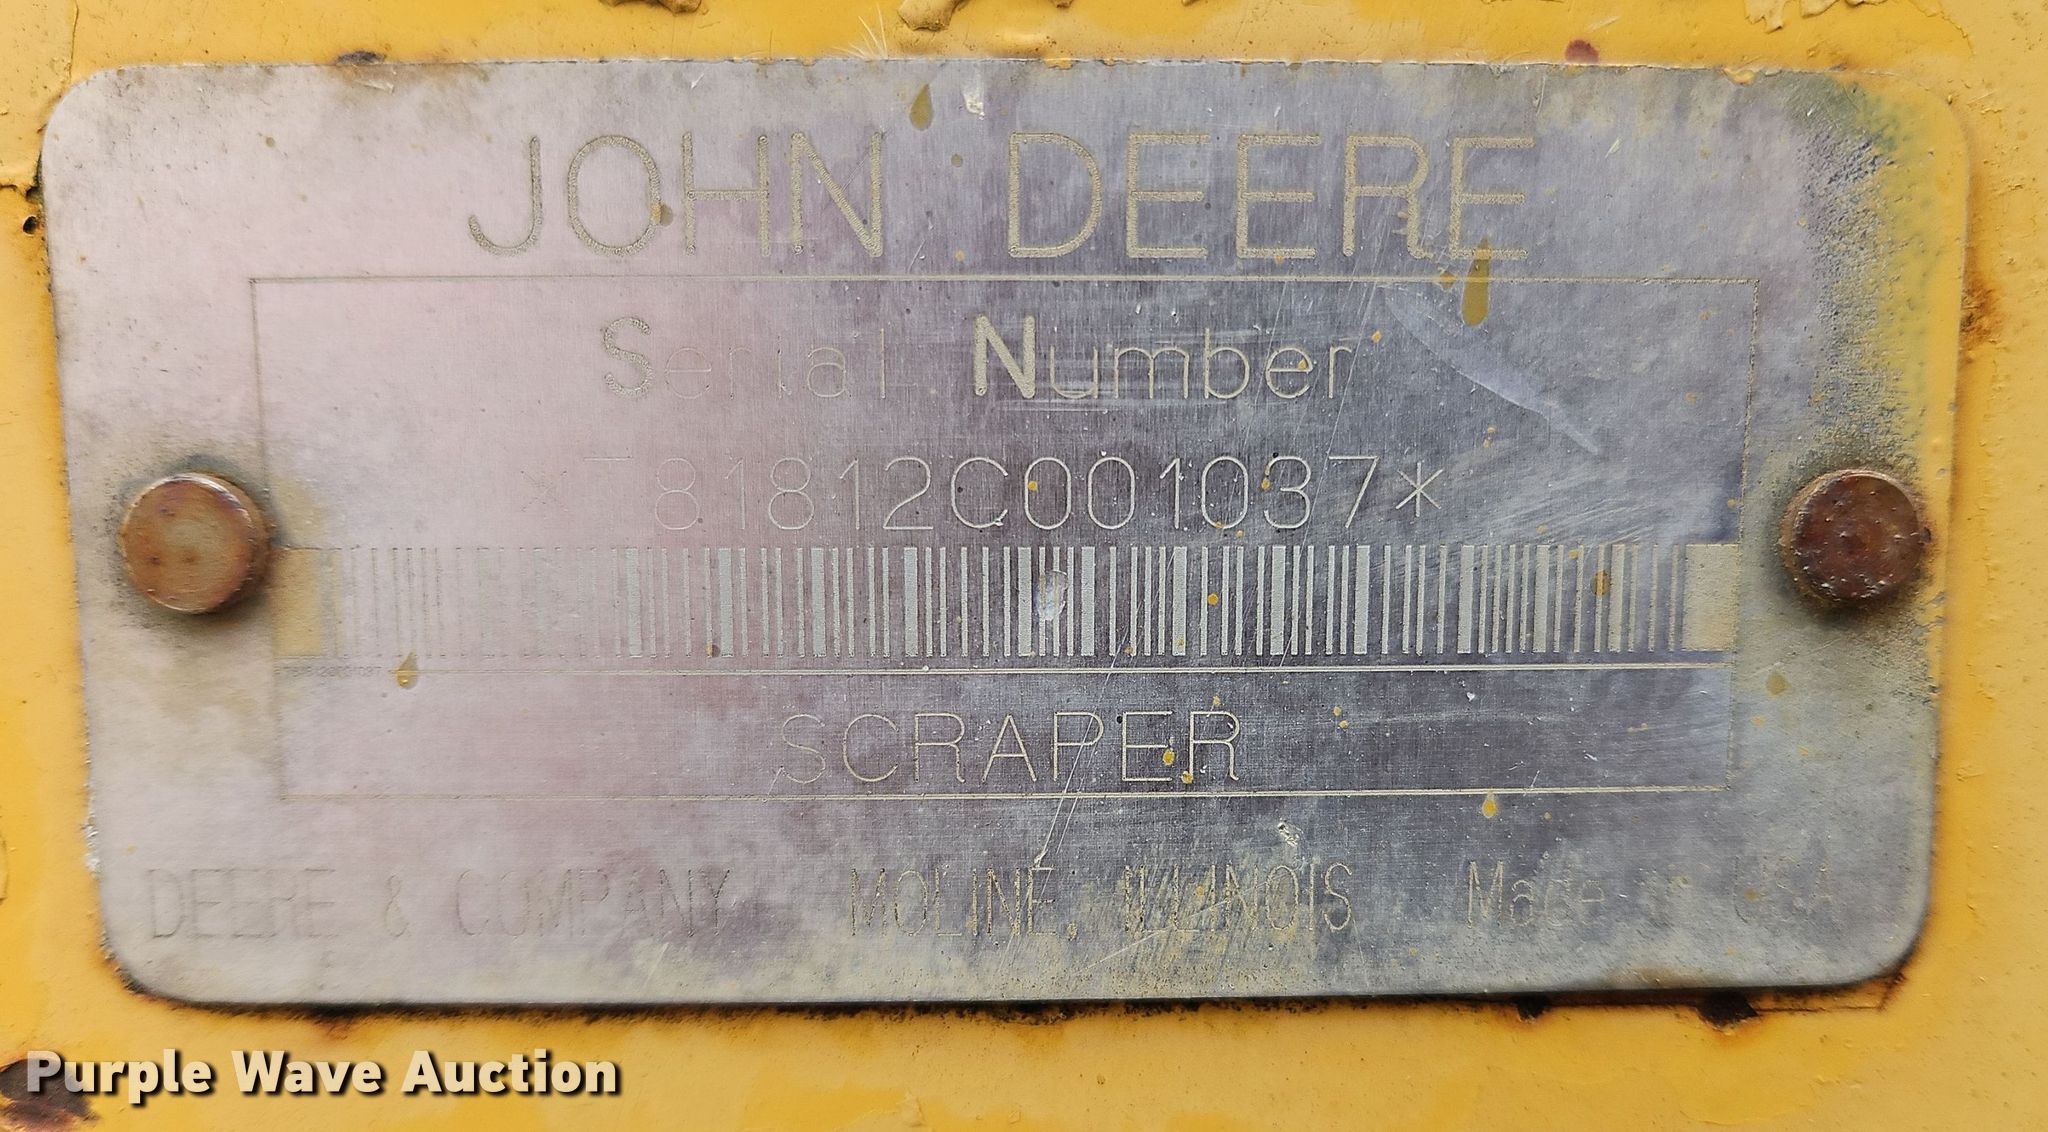 JOHN DEERE
Serial Number
*T81812C001037*
SCRAPER
DEERE & COMPANY MOLINE, ILLINOIS Made in USA
Purple Wave Auction